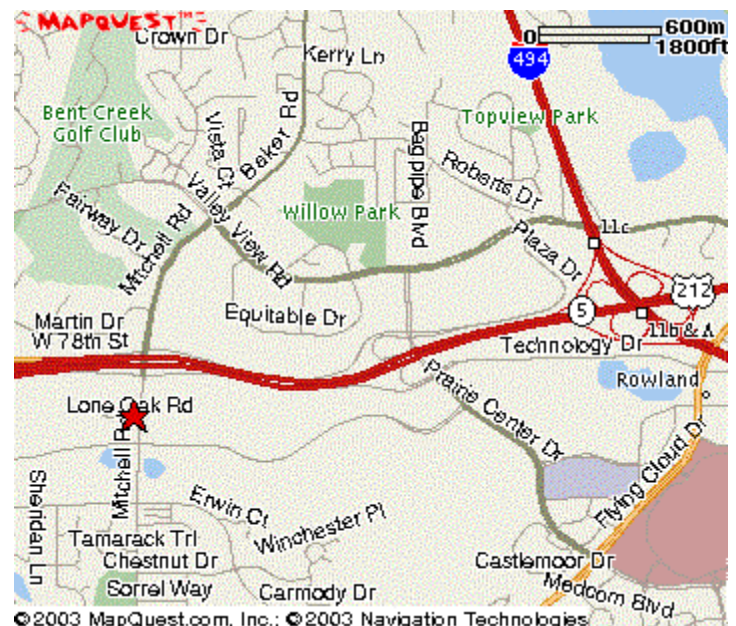 MAPQUEST
Crown Dr
Kerry Ln
0
600m
1800ft
494
Bent Creek
Golf Club
Vista Ct
Baker Rd
Bagpipe Blvd
Topview Park
Roberts Dr
Fairway Dr
Mitchell Rd
Valley View Rd
Willow Park
11c
Plaza Dr
212
5
11b & A
Equitable Dr
Martin Dr
W 78th St
Technology Dr
Rowland
Prairie Center Dr
Lone Oak Rd
Mitchell R
Flying Cloud Dr
Sheridan Ln
Erwin Ct
Winchester Pl
Tamarack Trl
Chestnut Dr
Castlemoor Dr
Sorrel Way
Carmody Dr
Medcom Blvd
©2003 MapQuest.com, Inc.; ©2003 Navigation Technologies